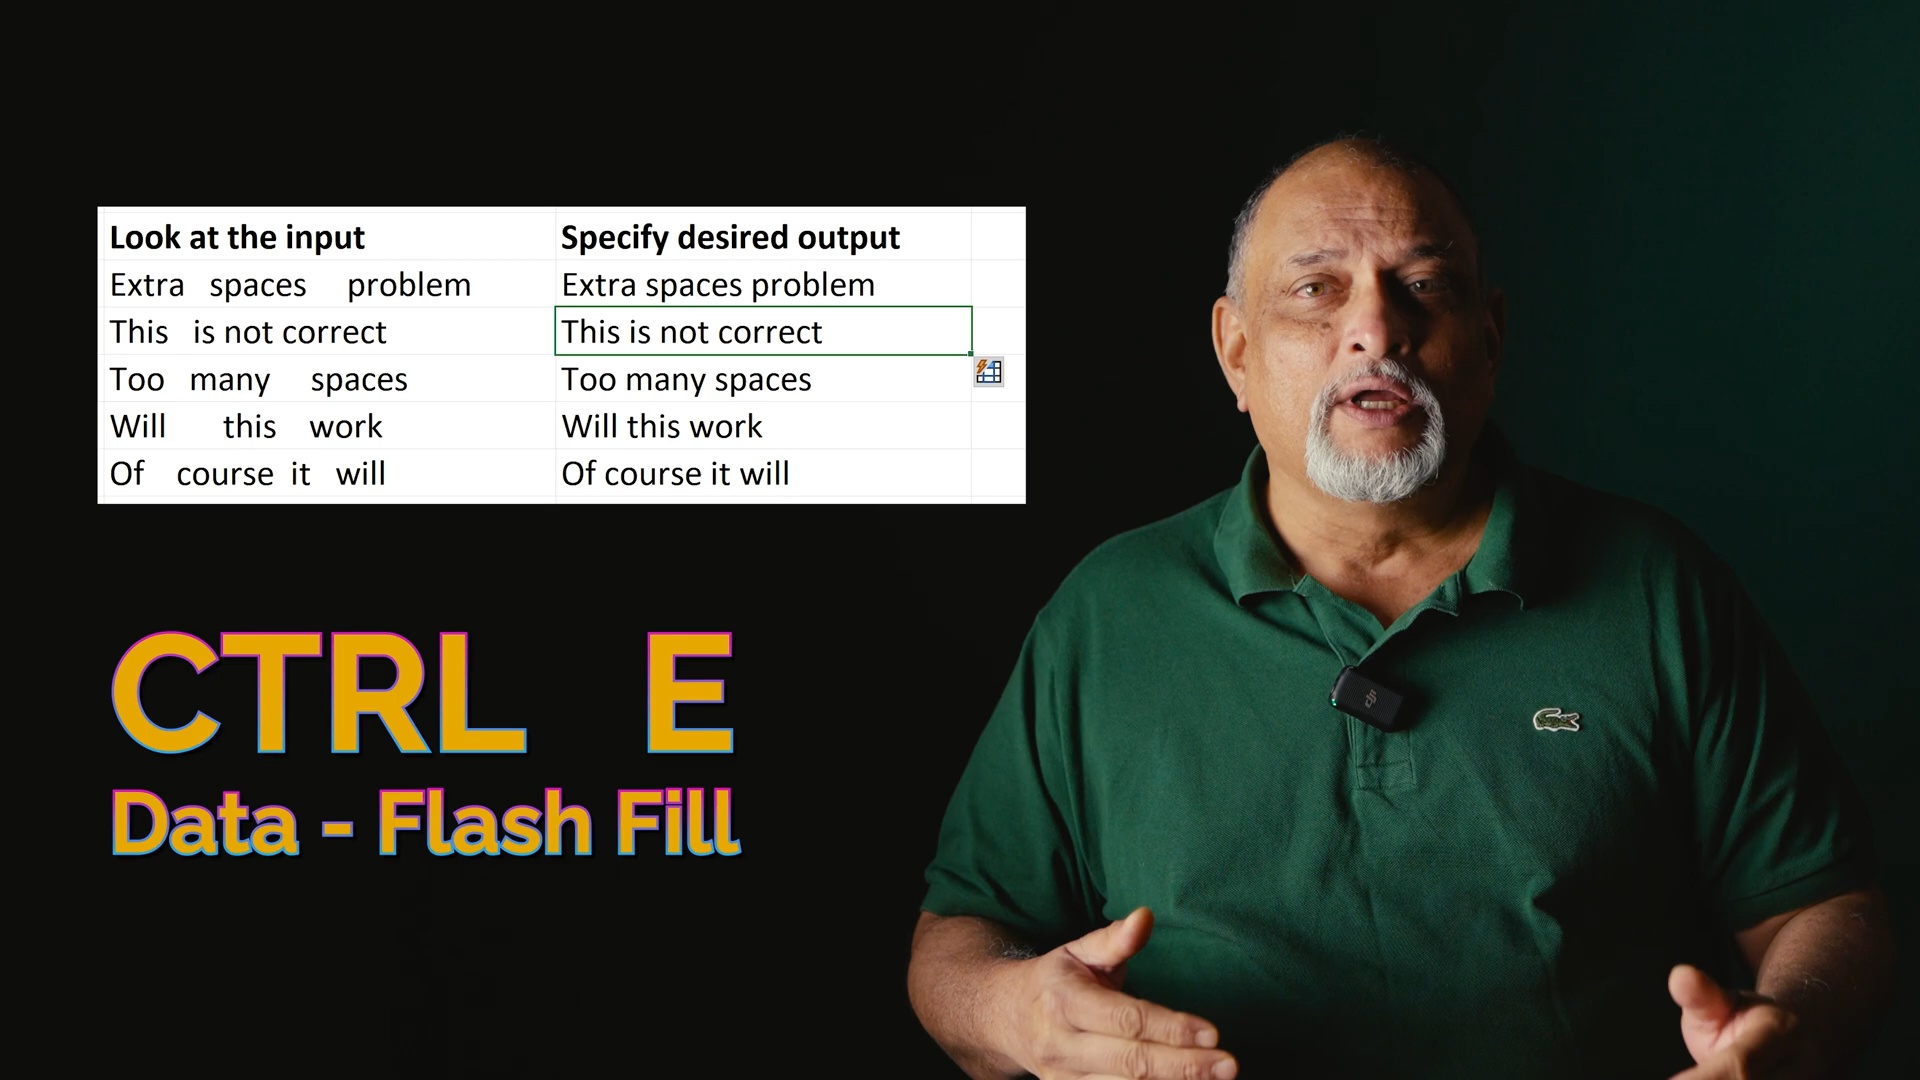 Look at the input Specify desired output
Extra spaces problem Extra spaces problem
This is not correct This is not correct
Too many spaces Too many spaces
Will this work Will this work
Of course it will Of course it will
CTRL E
Data - Flash Fill
dji